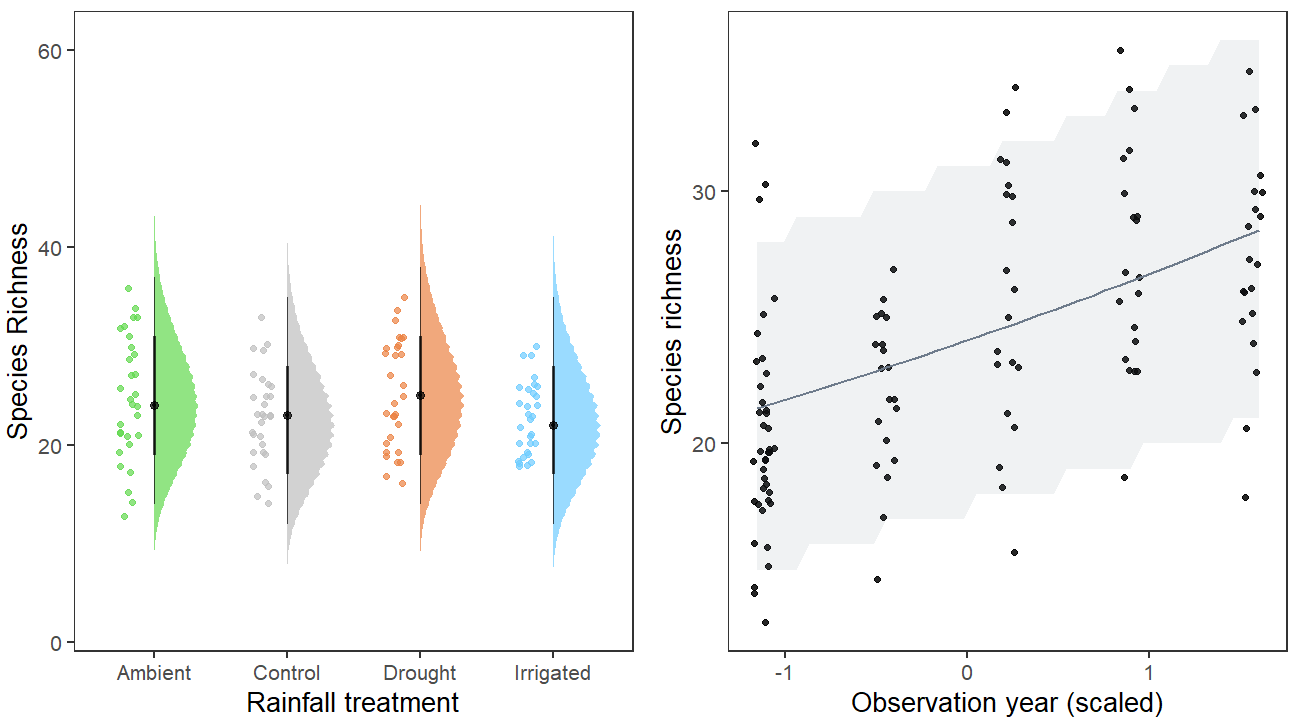 Species Richness
60
40
20
0
Ambient
Control
Drought
Irrigated
Rainfall treatment
Species richness
30
20
-1
0
1
Observation year (scaled)